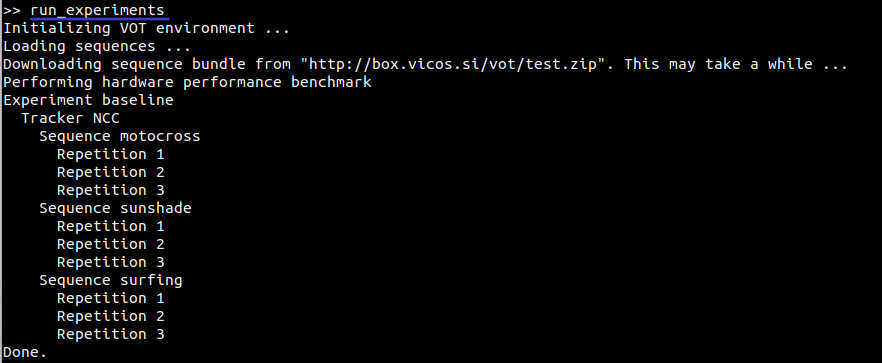 >> run_experiments
Initializing VOT environment ...
Loading sequences ...
Downloading sequence bundle from "http://box.vicos.si/vot/test.zip". This may take a while ...
Performing hardware performance benchmark
Experiment baseline
  Tracker NCC
    Sequence motocross
      Repetition 1
      Repetition 2
      Repetition 3
    Sequence sunshade
      Repetition 1
      Repetition 2
      Repetition 3
    Sequence surfing
      Repetition 1
      Repetition 2
      Repetition 3
Done.